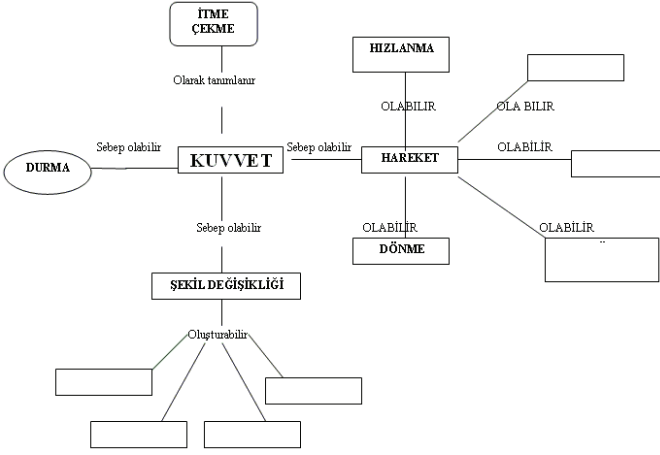 İTME
ÇEKME
HIZLANMA
Olarak tanımlanır
OLABILIR
OLA BILIR
Sebep olabilir
KUVVET
Sebep olabilir
HAREKET
OLABİLİR
DURMA
Sebep olabilir
OLABİLİR
OLABİLİR
DÖNME
ŞEKİL DEĞİŞİKLİĞİ
Oluşturabilir